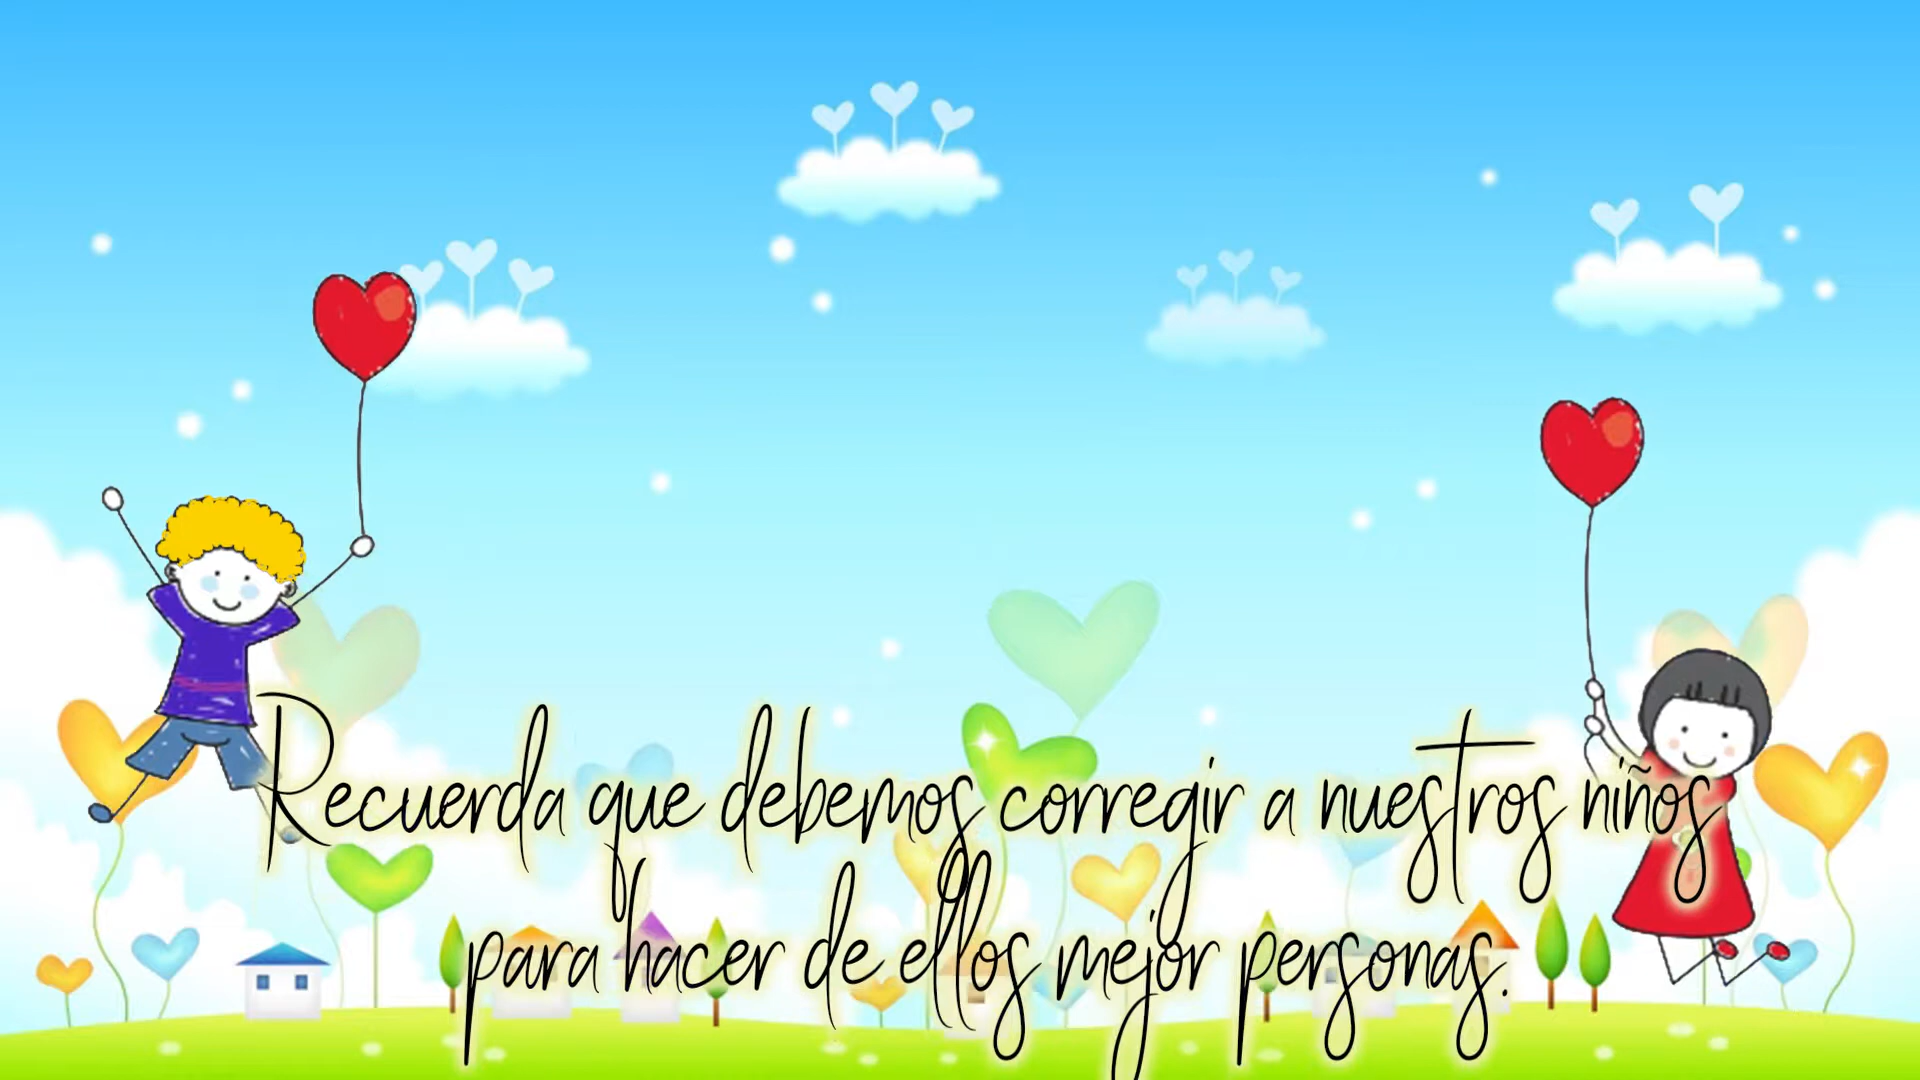 Recuerda que debemos corregir a nuestros niños
para hacer de ellos mejor personas.